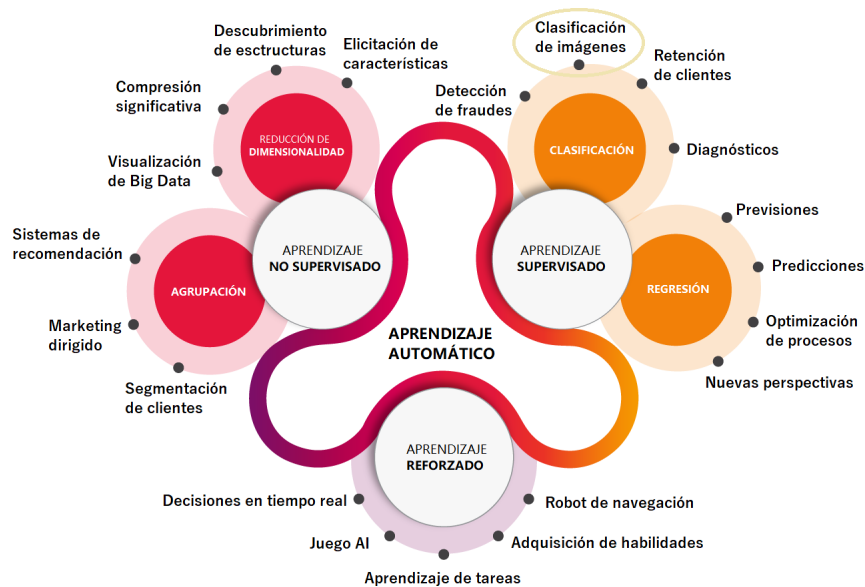 Descubrimiento
de esctructuras
Elicitación de
características
Compresión
significativa
Visualización
de Big Data
REDUCCIÓN DE
DIMENSIONALIDAD
Sistemas de
recomendación
Marketing
dirigido
Segmentación
de clientes
AGRUPACIÓN
APRENDIZAJE
NO SUPERVISADO
Clasificación
de imágenes
Retención
de clientes
Detección
de fraudes
Diagnósticos
CLASIFICACIÓN
APRENDIZAJE
SUPERVISADO
Previsiones
Predicciones
Optimización
de procesos
Nuevas perspectivas
REGRESIÓN
APRENDIZAJE
AUTOMÁTICO
APRENDIZAJE
REFORZADO
Decisiones en tiempo real
Juego AI
Aprendizaje de tareas
Adquisición de habilidades
Robot de navegación